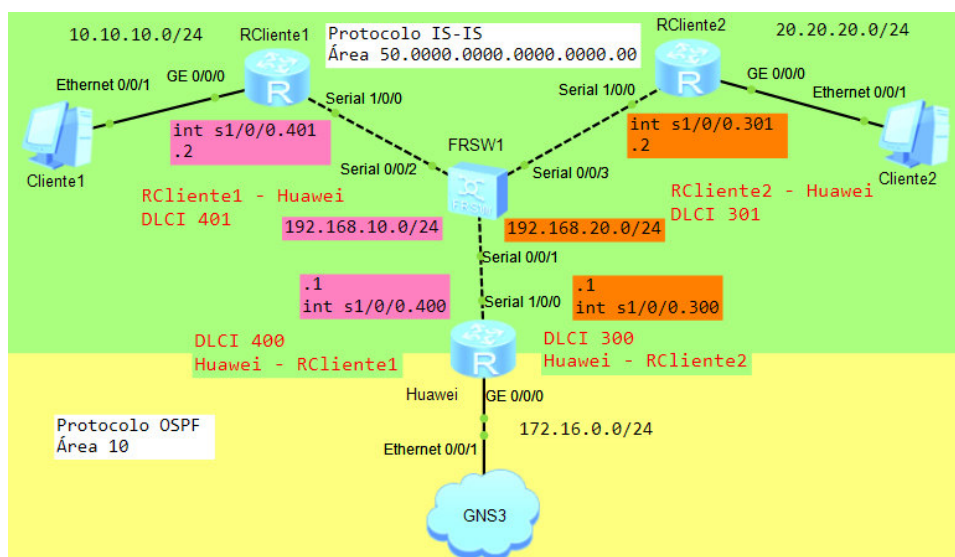 10.10.10.0/24
RCliente1
Protocolo IS-IS
Área 50.0000.0000.0000.0000.00
RCliente2
20.20.20.0/24
Ethernet 0/0/1
GE 0/0/0
R
Serial 1/0/0
Serial 1/0/0
R
GE 0/0/0
Ethernet 0/0/1
int s1/0/0.401
.2
int s1/0/0.301
.2
Cliente1
Serial 0/0/2
FRSW1
FRSW
Serial 0/0/3
Cliente2
RCliente1 - Huawei
DLCI 401
RCliente2 - Huawei
DLCI 301
192.168.10.0/24
192.168.20.0/24
Serial 0/0/1
.1
int s1/0/0.400
Serial 1/0/0
.1
int s1/0/0.300
DLCI 400
Huawei - RCliente1
R
DLCI 300
Huawei - RCliente2
Huawei
GE 0/0/0
Protocolo OSPF
Área 10
172.16.0.0/24
Ethernet 0/0/1
GNS3